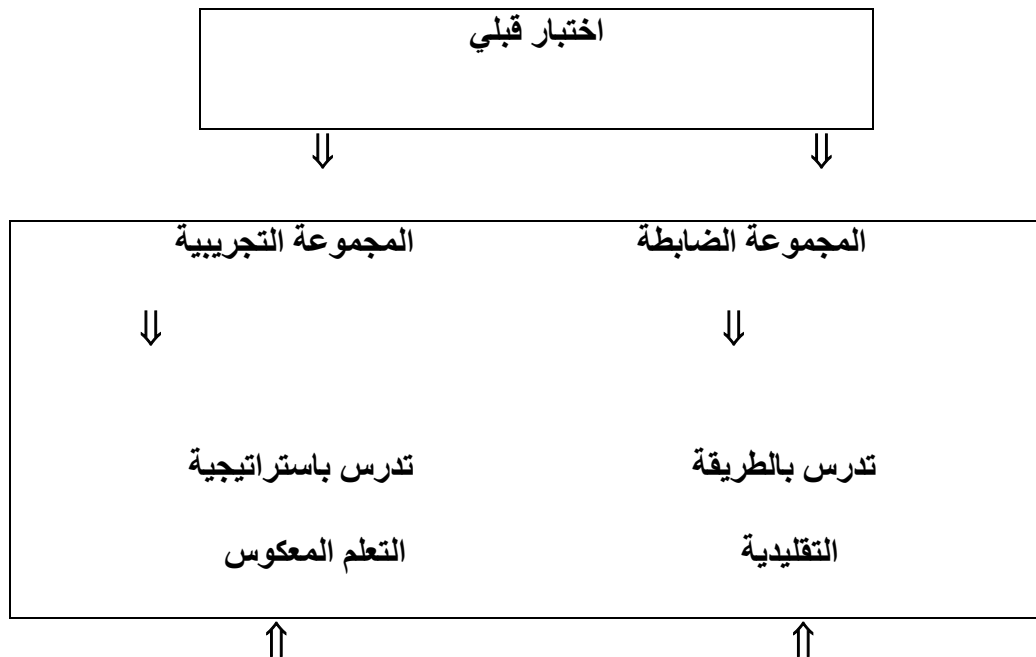 اختبار قبلي
المجموعة الضابطة
المجموعة التجريبية
تدرس بالطريقة
التقليدية
تدرس باستراتيجية
التعلم المعكوس